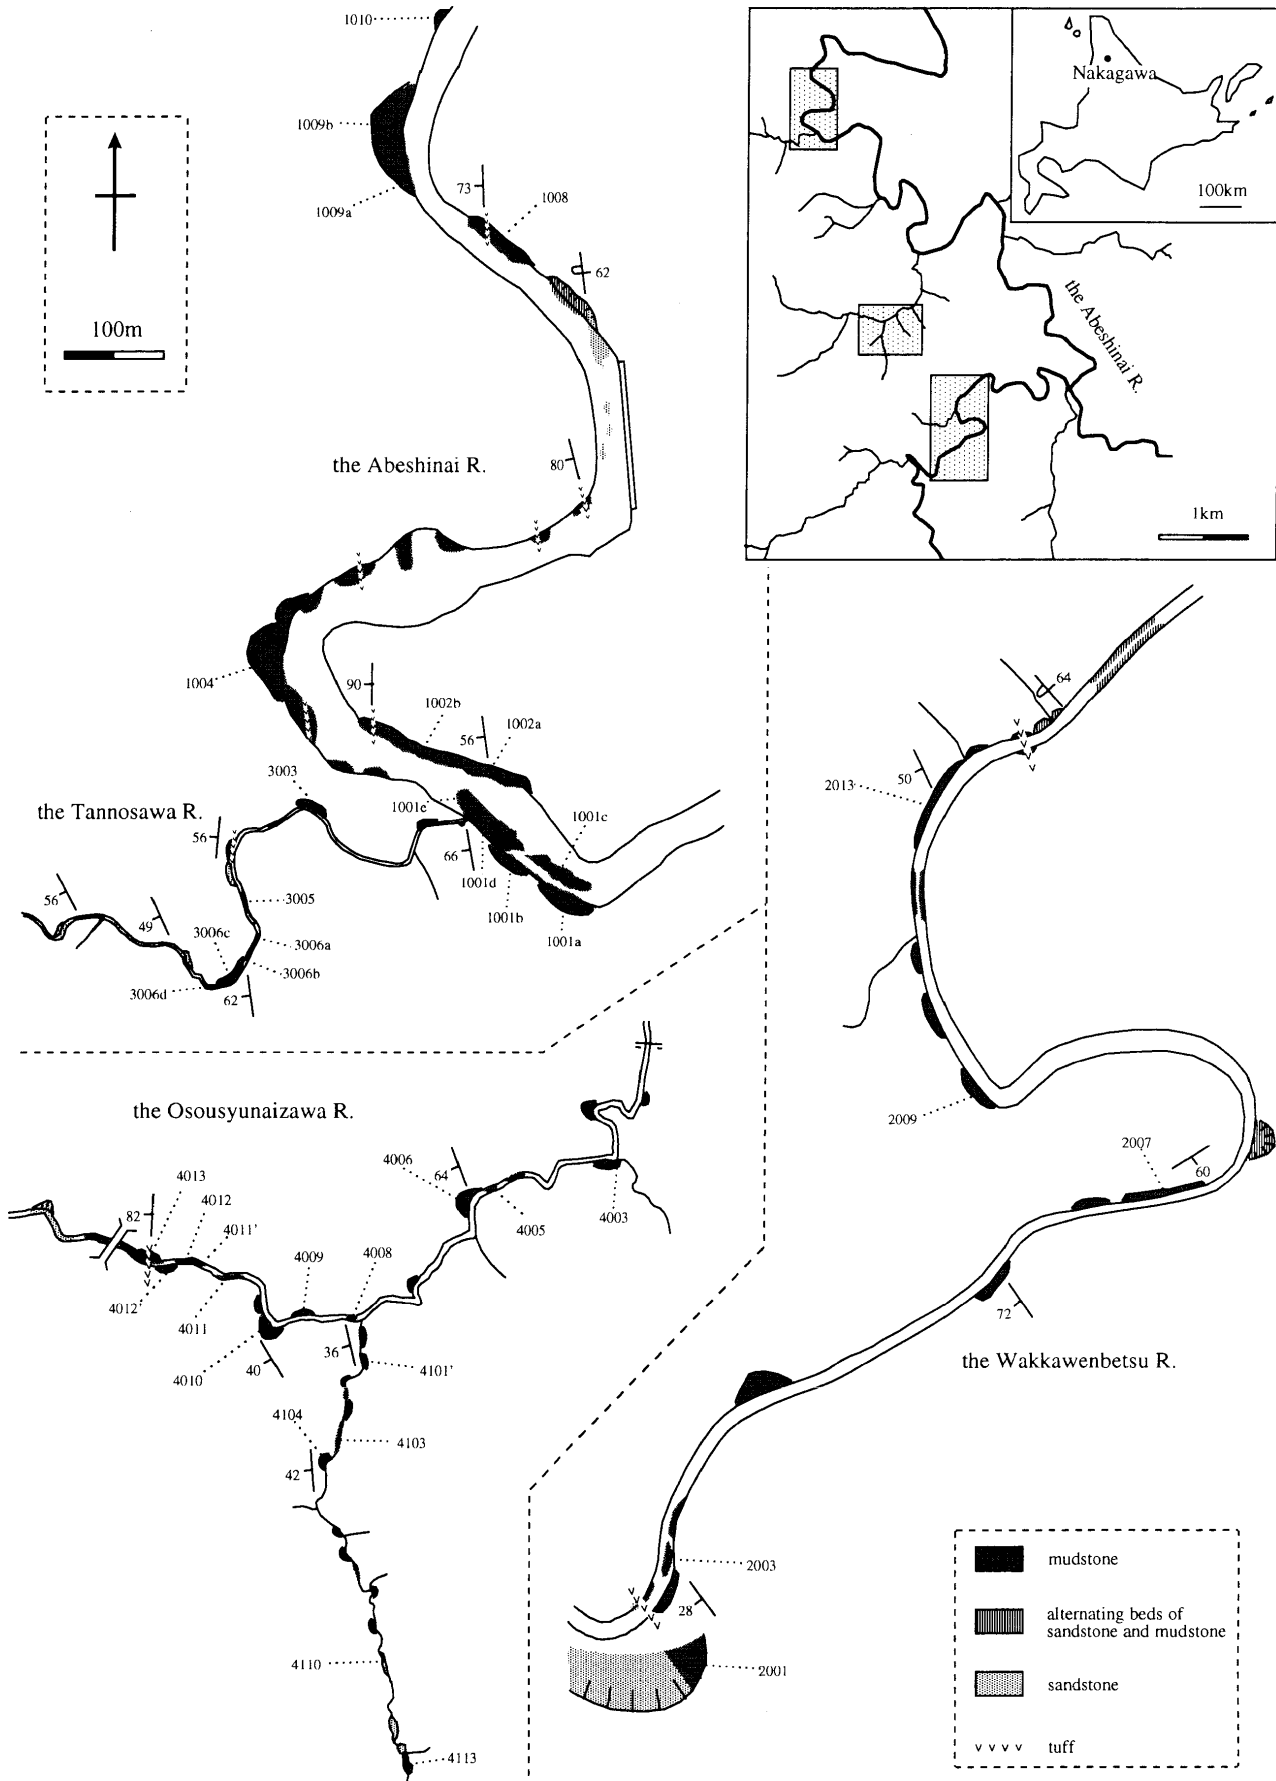 1010
1009b
1009a
73
1008
62
100m
the Abeshinai R.
80
1004
90
1002b
56
1002a
3003
1001e
1001c
the Tannosawa R.
56
66
1001d
1001b
1001a
56
49
3005
3006c
3006a
3006b
3006d
62
Nakagawa
100km
the Abeshinai R.
1km
64
50
2013
2009
2007
60
72
the Wakkawenbetsu R.
2003
28
2001
the Osousyunaizawa R.
4006
64
4005
4003
4013
4012
4011'
82
4009
4008
4012'
4011
4010
40
36
4101'
4104
4103
42
4110
4113
mudstone
alternating beds of
sandstone and mudstone
sandstone
tuff